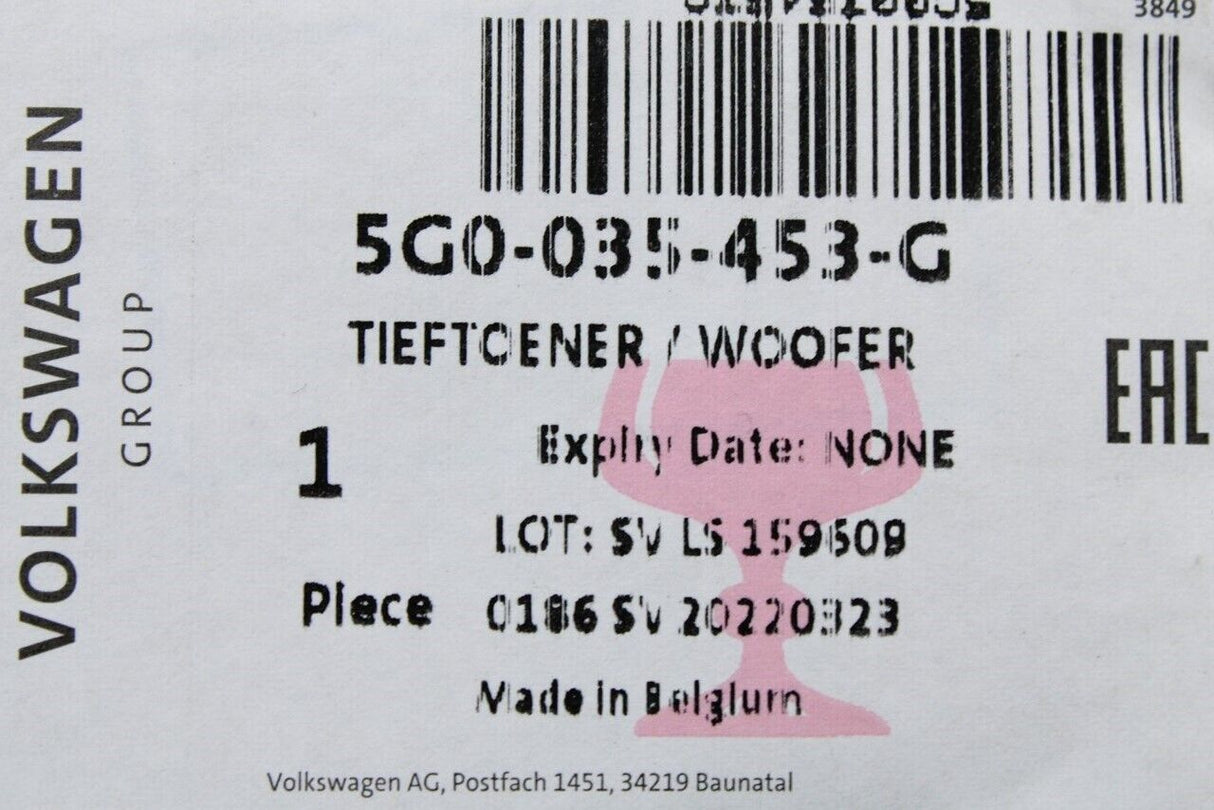 3849
5G0-035-453-G
TIEFTOENER / WOOFER
1
Expiry Date: NONE
LOT: SV LS 159609
Piece 0186 SV 20220323
Made in Belgium
Volkswagen AG, Postfach 1451, 34219 Baunatal
VOLKSWAGEN
GROUP
EAC